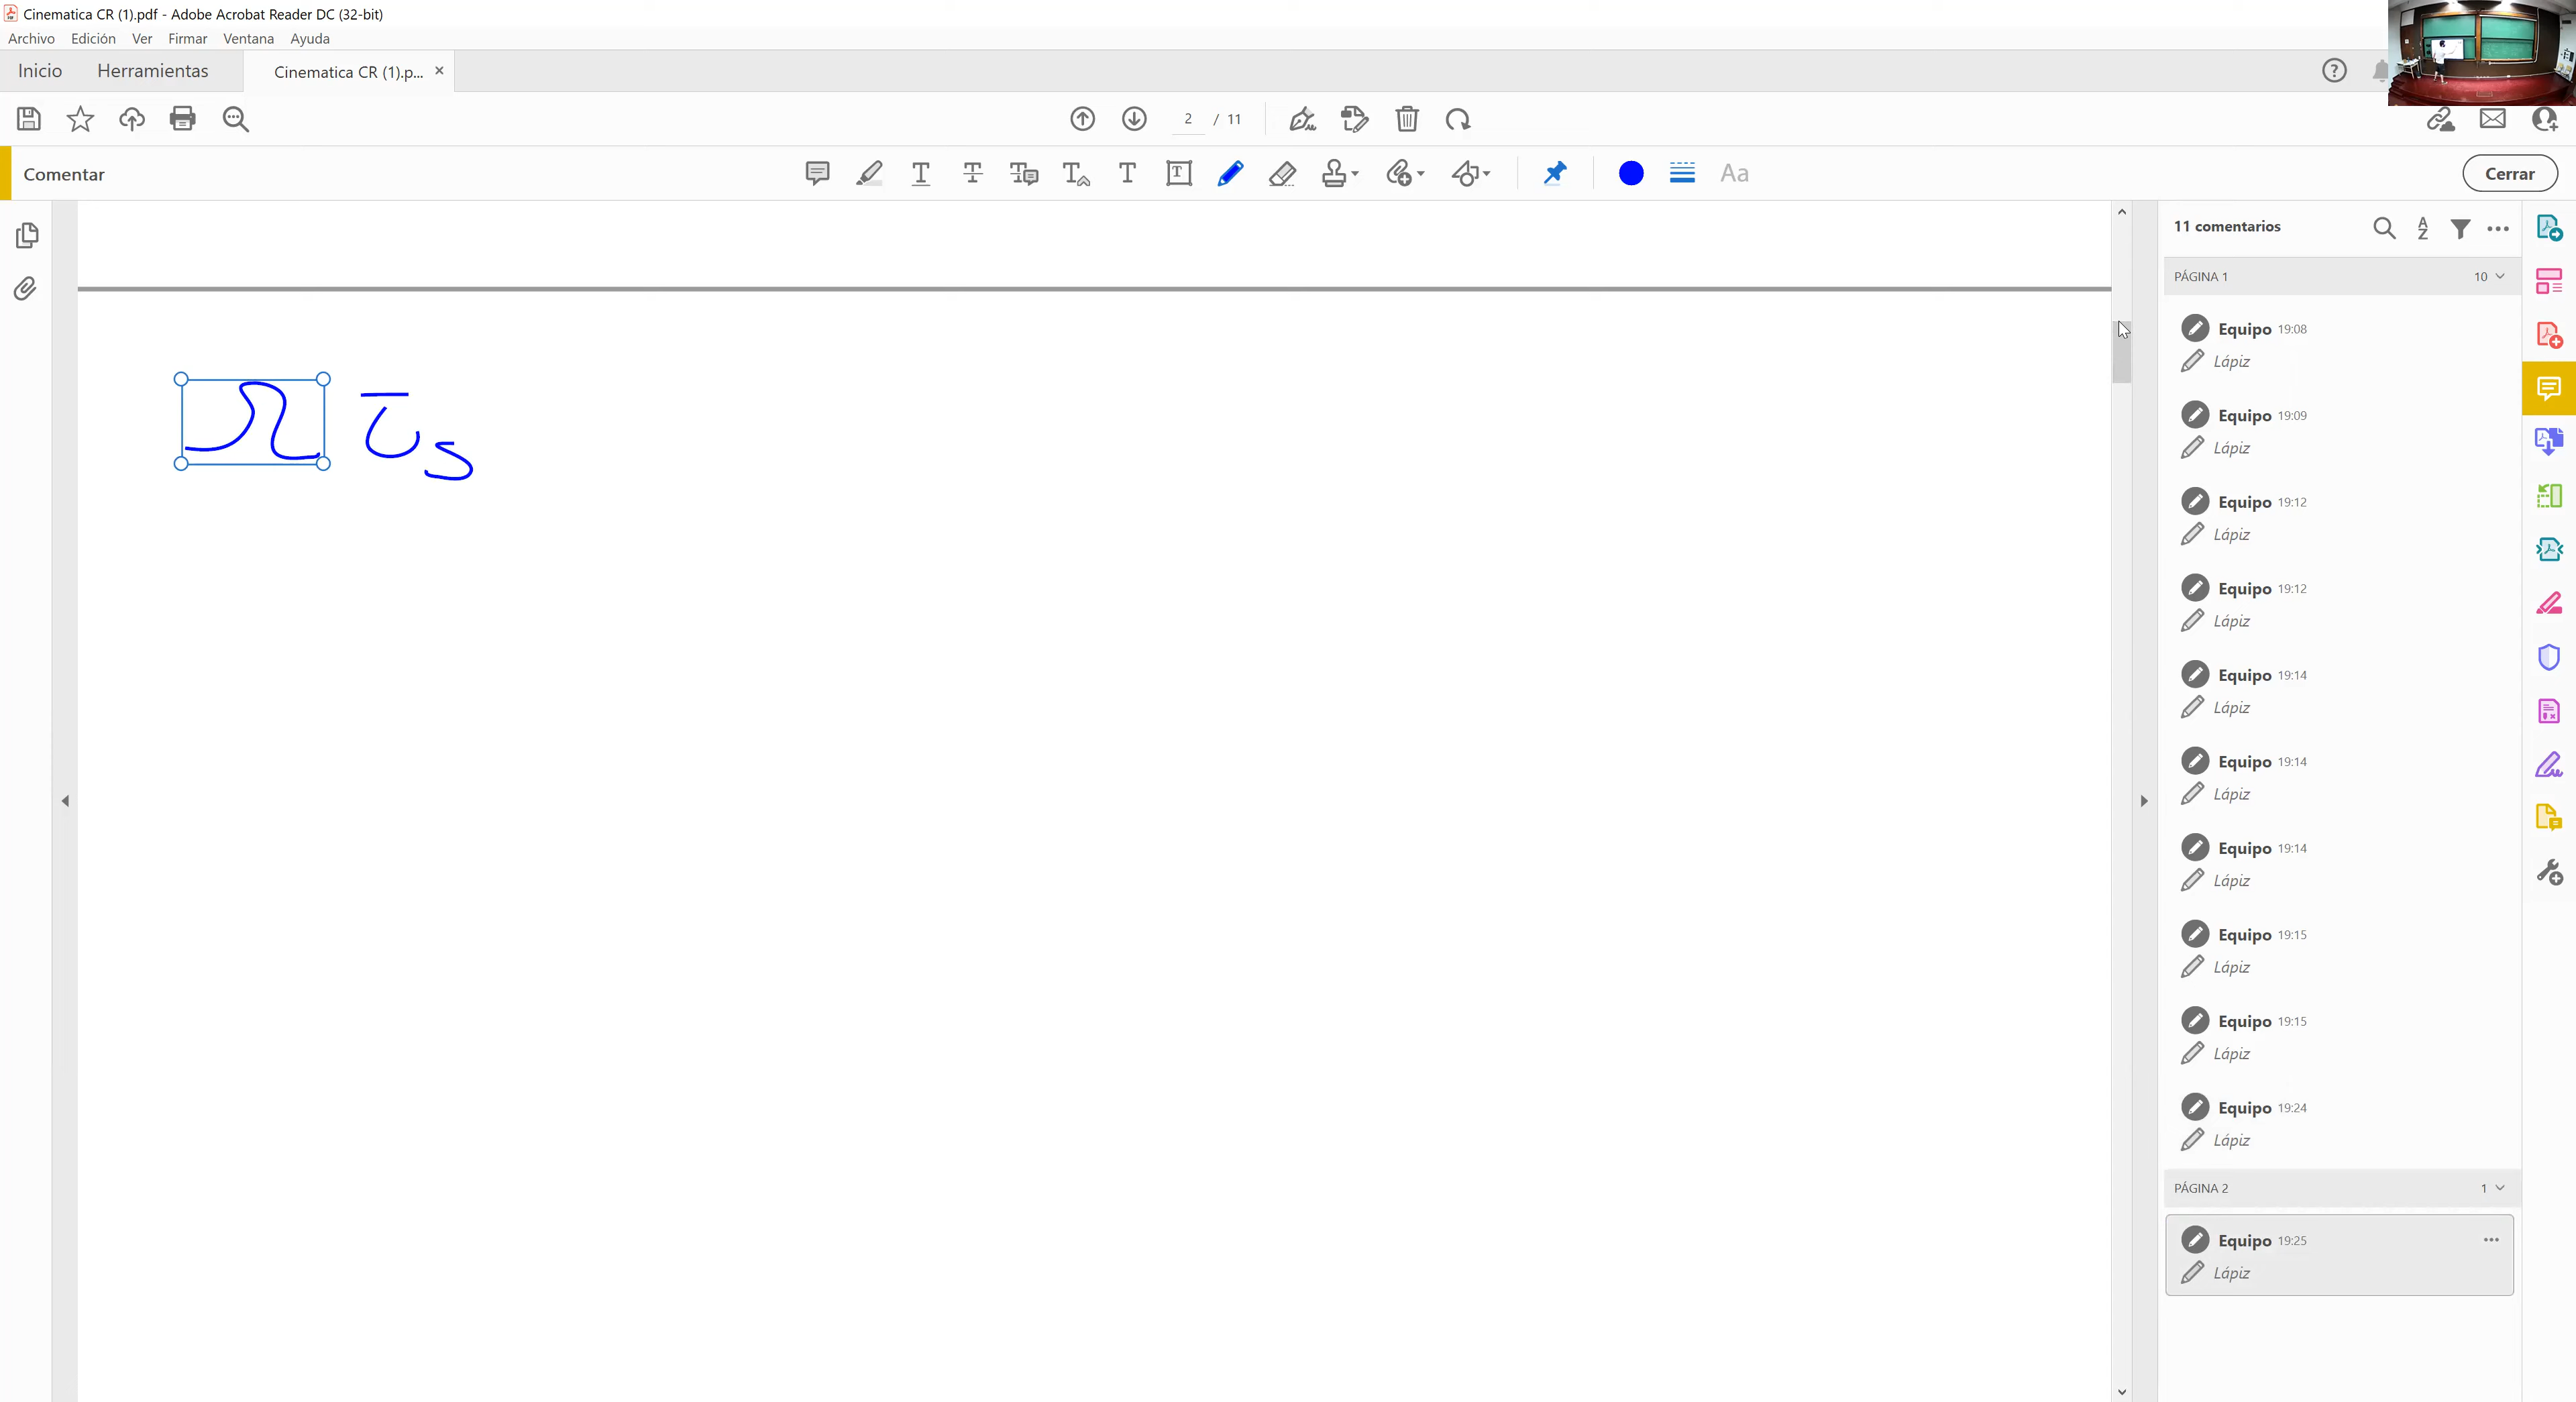 Cinematica CR (1).pdf - Adobe Acrobat Reader DC (32-bit)
Archivo Edición Ver Firmar Ventana Ayuda
Inicio Herramientas Cinematica CR (1).p... ×
2 / 11
Comentar Aa Cerrar
11 comentarios
PÁGINA 1 10
Equipo 19:08
Lápiz
Equipo 19:09
Lápiz
Equipo 19:12
Lápiz
Equipo 19:12
Lápiz
Equipo 19:14
Lápiz
Equipo 19:14
Lápiz
Equipo 19:14
Lápiz
Equipo 19:15
Lápiz
Equipo 19:15
Lápiz
Equipo 19:24
Lápiz
PÁGINA 2 1
Equipo 19:25
Lápiz